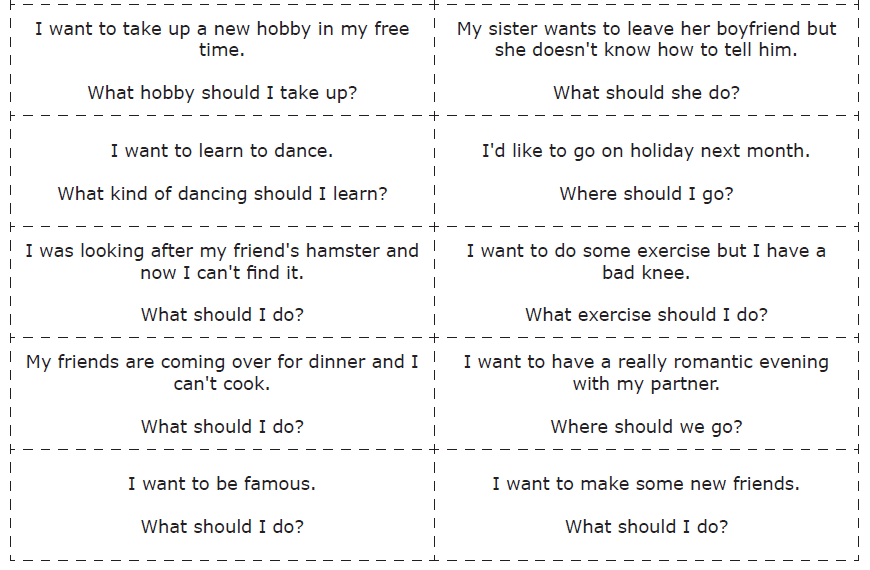 I want to take up a new hobby in my free
time.
What hobby should I take up?
My sister wants to leave her boyfriend but
she doesn't know how to tell him.
What should she do?
I want to learn to dance.
What kind of dancing should I learn?
I'd like to go on holiday next month.
Where should I go?
I was looking after my friend's hamster and
now I can't find it.
What should I do?
I want to do some exercise but I have a
bad knee.
What exercise should I do?
My friends are coming over for dinner and I
can't cook.
What should I do?
I want to have a really romantic evening
with my partner.
Where should we go?
I want to be famous.
What should I do?
I want to make some new friends.
What should I do?